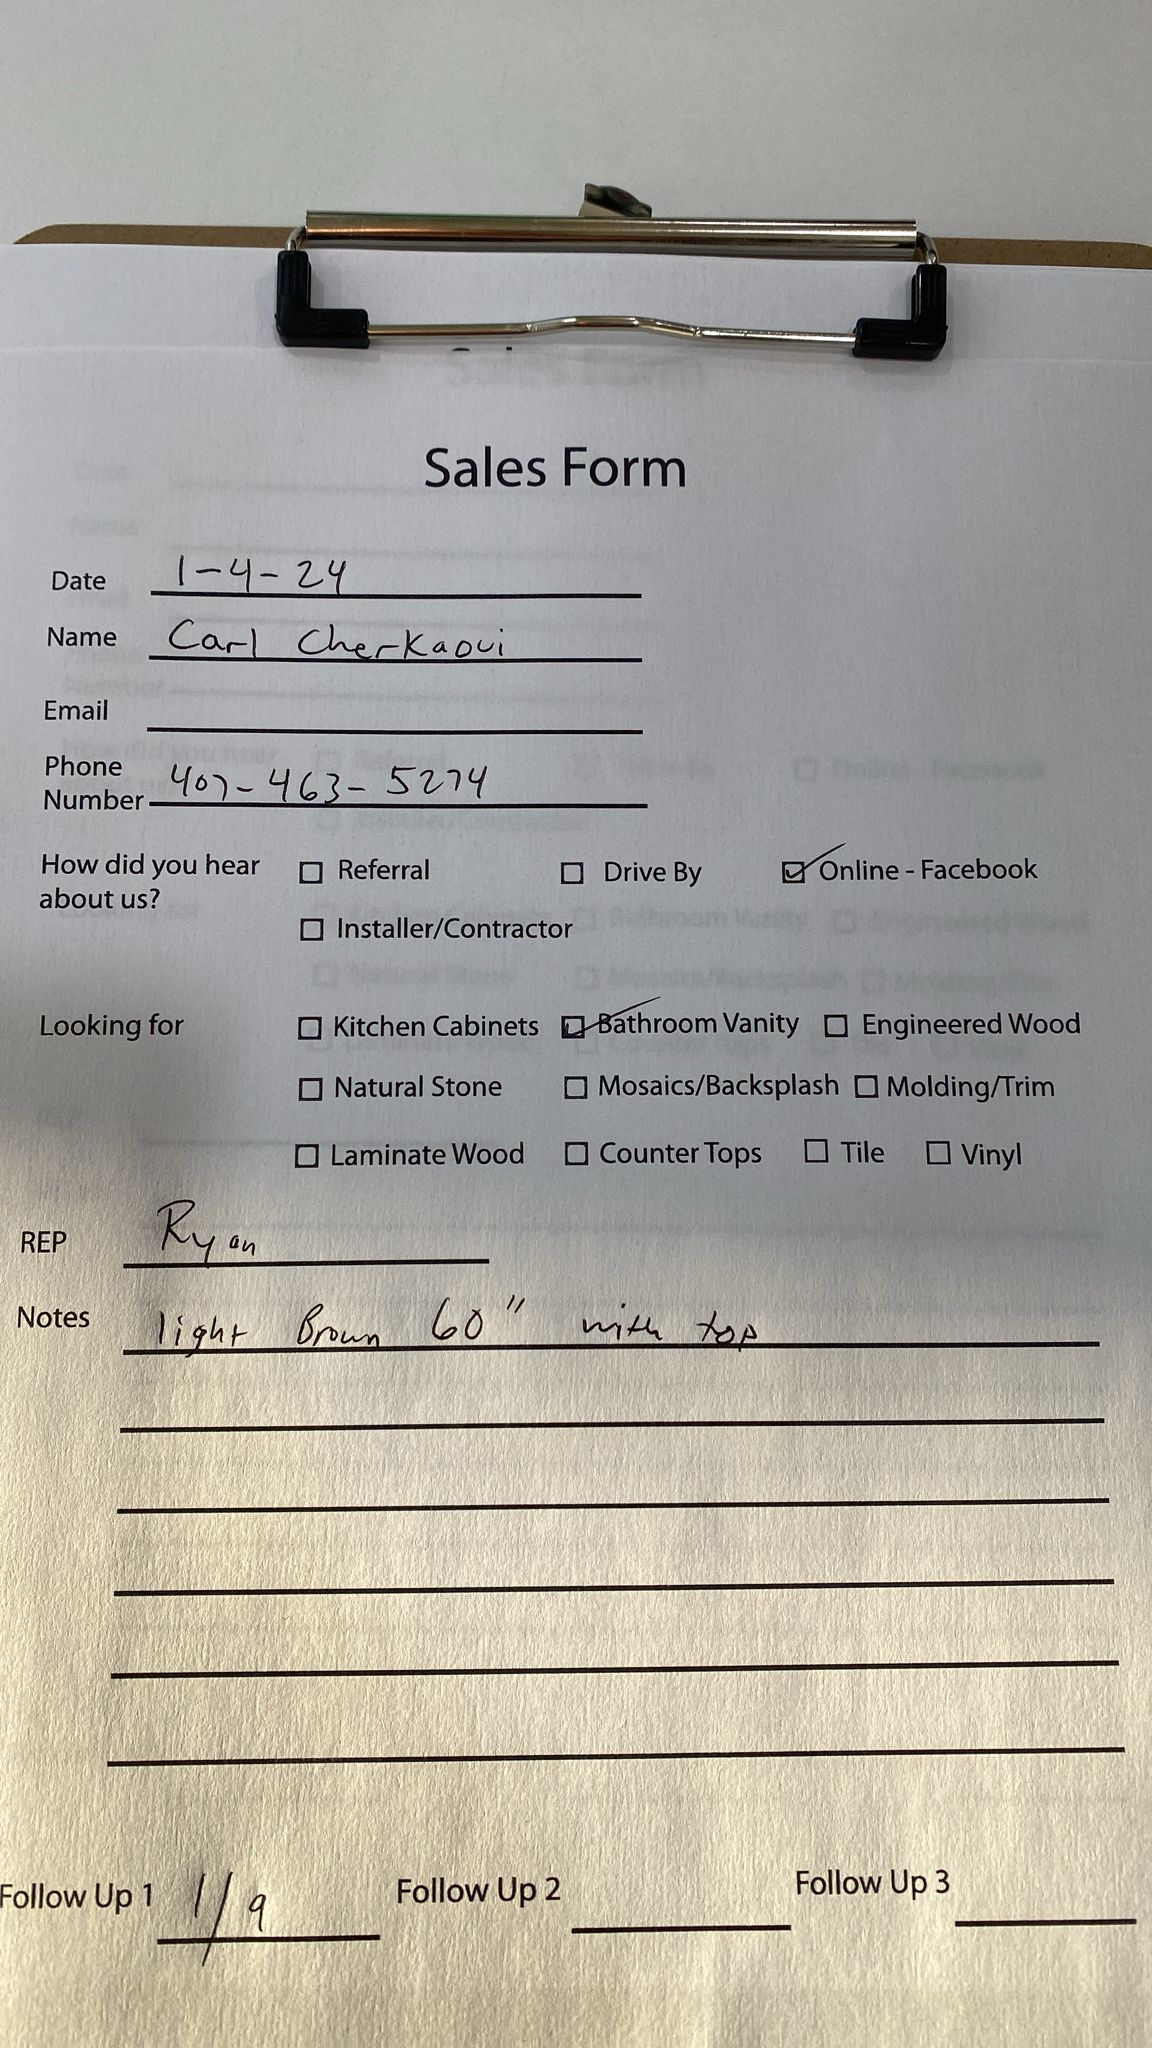 Sales Form
Date 1-4-24
Name Carl Cherkaoui
Email
Phone
Number 407-463-5274
How did you hear about us? ☐ Referral ☐ Drive By ☑ Online - Facebook
☐ Installer/Contractor
Looking for ☐ Kitchen Cabinets ☑ Bathroom Vanity ☐ Engineered Wood
☐ Natural Stone ☐ Mosaics/Backsplash ☐ Molding/Trim
☐ Laminate Wood ☐ Counter Tops ☐ Tile ☐ Vinyl
REP Ryan
Notes light Brown 60" with top
Follow Up 1 1/9 Follow Up 2 Follow Up 3